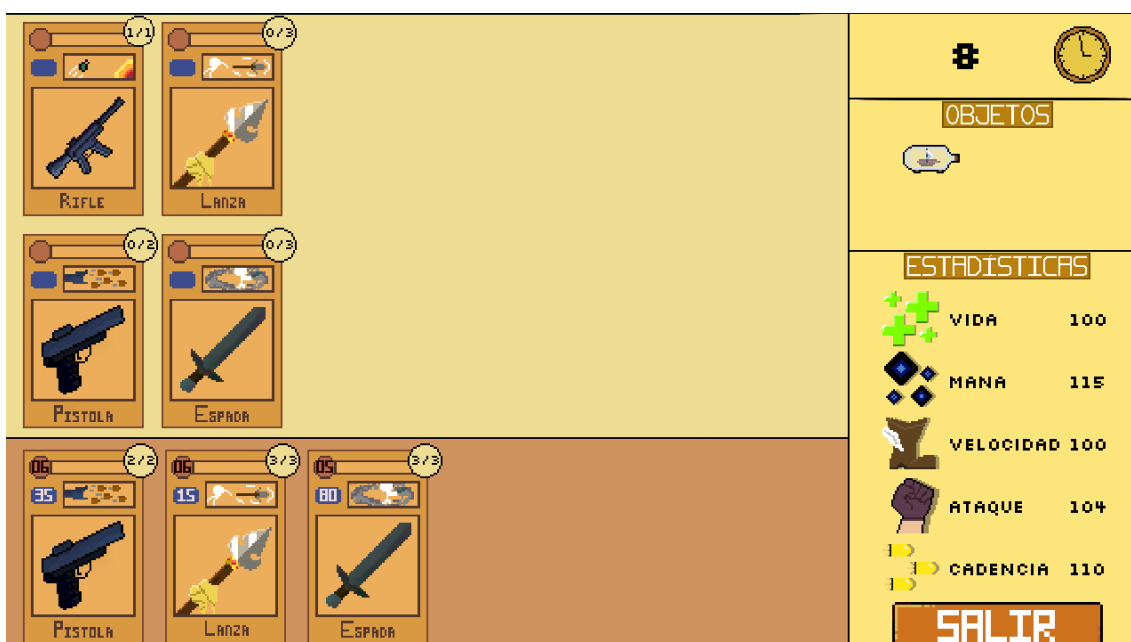 1/1
0/3
RIFLE
LANZA
0/2
0/3
PISTOLA
ESPADA
06
2/2
06
3/3
05
3/3
35
15
80
PISTOLA
LANZA
ESPADA
8
OBJETOS
ESTADÍSTICAS
VIDA 100
MANA 115
VELOCIDAD 100
ATAQUE 104
CADENCIA 110
SALIR